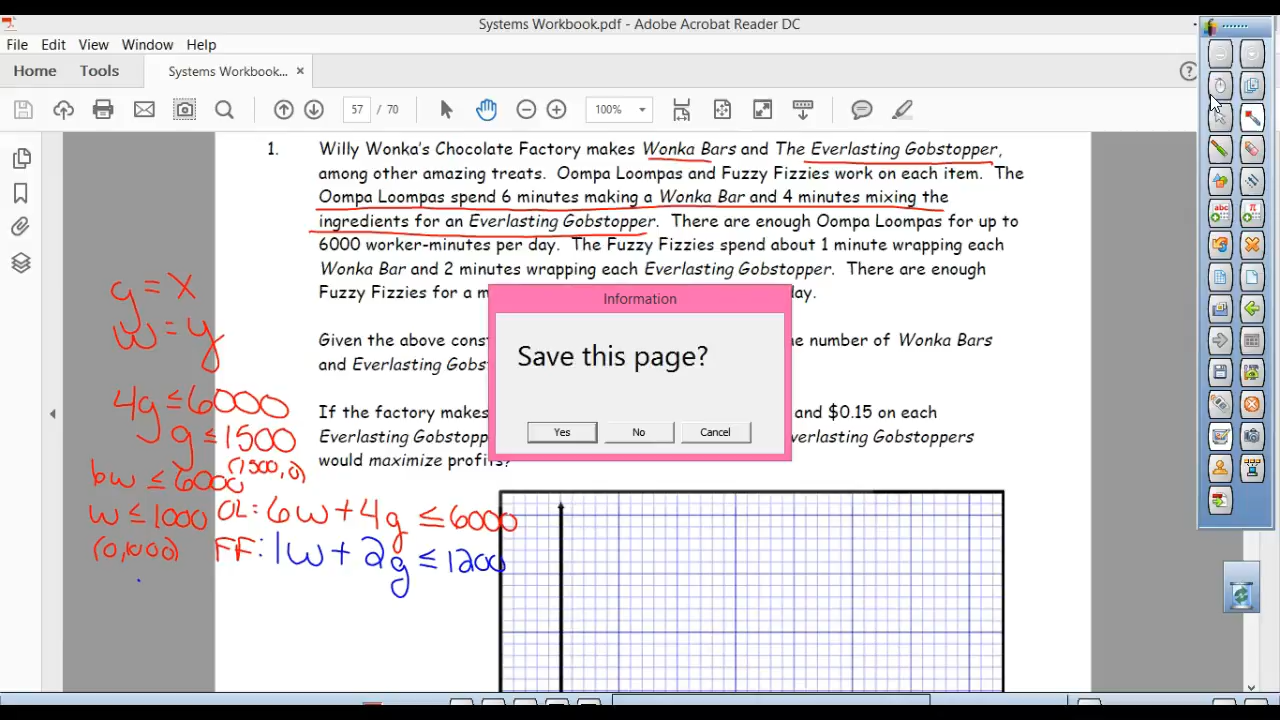 Systems Workbook.pdf - Adobe Acrobat Reader DC
File Edit View Window Help
Home Tools Systems Workbook... ×
57 / 70 100%
1. Willy Wonka's Chocolate Factory makes Wonka Bars and The Everlasting Gobstopper,
among other amazing treats. Oompa Loompas and Fuzzy Fizzies work on each item. The
Oompa Loompas spend 6 minutes making a Wonka Bar and 4 minutes mixing the
ingredients for an Everlasting Gobstopper. There are enough Oompa Loompas for up to
6000 worker-minutes per day. The Fuzzy Fizzies spend about 1 minute wrapping each
Wonka Bar and 2 minutes wrapping each Everlasting Gobstopper. There are enough
Fuzzy Fizzies for a m day.
Given the above cons e number of Wonka Bars
and Everlasting Gobs
If the factory makes and $0.15 on each
Everlasting Gobstopp verlasting Gobstoppers
would maximize profits?
Information
Save this page?
Yes No Cancel
g = x
w = y
4g ≤ 6000
g ≤ 1500
(1500, 0)
6w ≤ 6000
w ≤ 1000
(0,1000)
OL: 6w + 4g ≤ 6000
FF: 1w + 2g ≤ 1200
abc
π